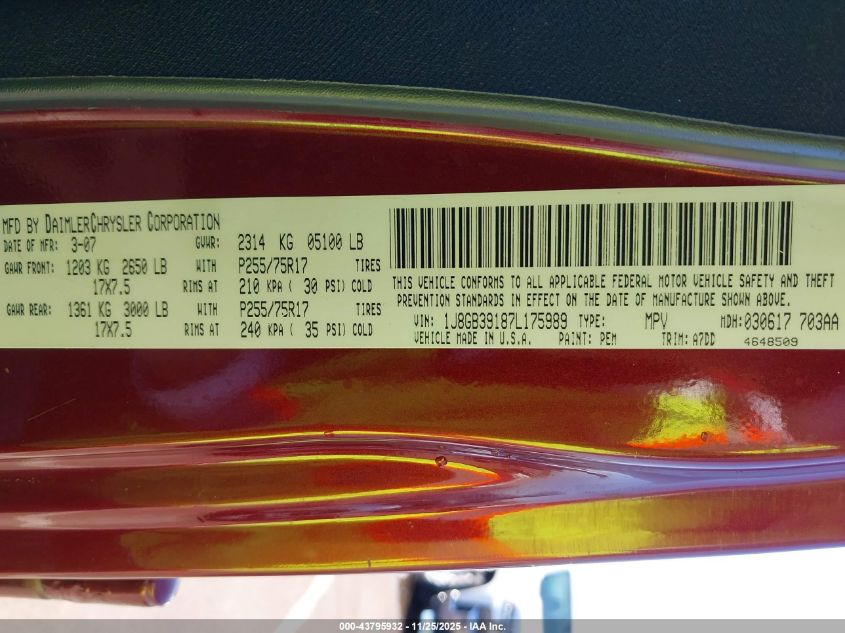 MFD BY DAIMLERCHRYSLER CORPORATION
DATE OF MFR: 3-07 GVWR: 2314 KG 05100 LB
GAWR FRONT: 1203 KG 2650 LB WITH P255/75R17 TIRES
17X7.5 RIMS AT 210 KPA ( 30 PSI) COLD
GAWR REAR: 1361 KG 3000 LB WITH P255/75R17 TIRES
17X7.5 RIMS AT 240 KPA ( 35 PSI) COLD
THIS VEHICLE CONFORMS TO ALL APPLICABLE FEDERAL MOTOR VEHICLE SAFETY AND THEFT
PREVENTION STANDARDS IN EFFECT ON THE DATE OF MANUFACTURE SHOWN ABOVE.
VIN: 1J8GB39187L175989 TYPE: MPV MDH:030617 703AA
VEHICLE MADE IN U.S.A. PAINT: PEM TRIM: A7DD 4648509
000-43795932 - 11/25/2025 - IAA Inc.